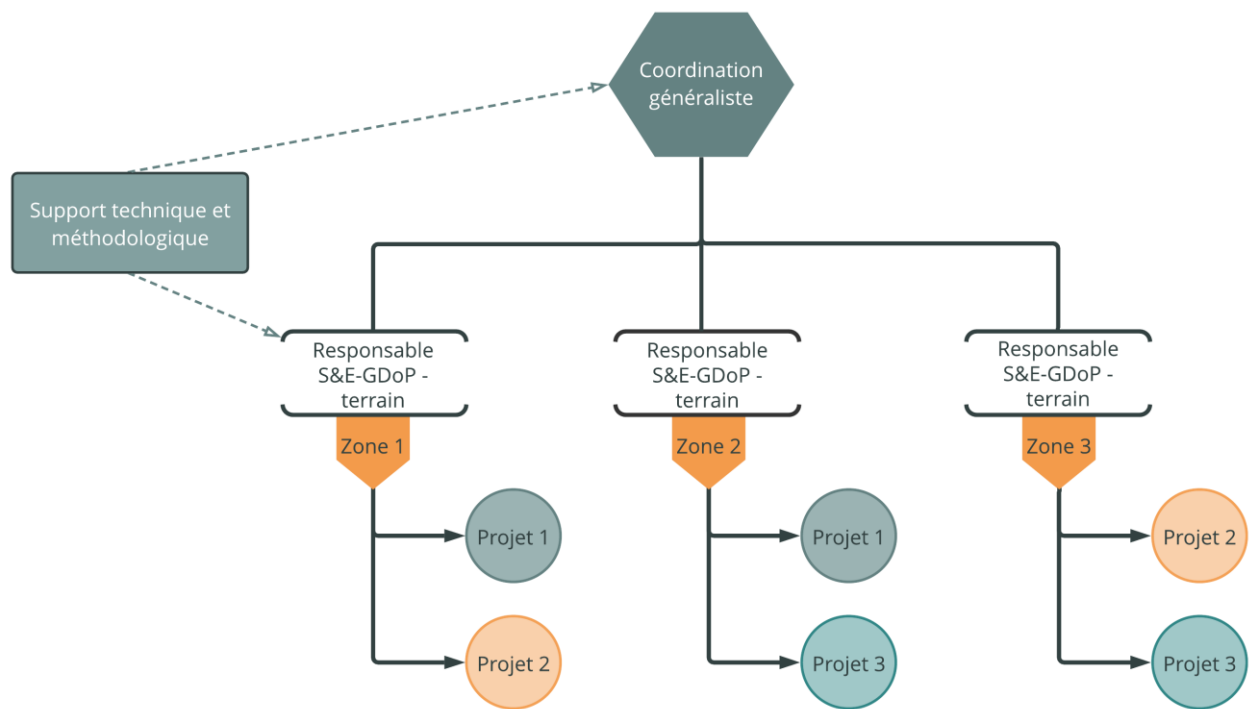 Coordination
généraliste
Support technique et
méthodologique
Responsable
S&E-GDoP -
terrain
Zone 1
Responsable
S&E-GDoP -
terrain
Zone 2
Responsable
S&E-GDoP -
terrain
Zone 3
Projet 1
Projet 2
Projet 1
Projet 3
Projet 2
Projet 3